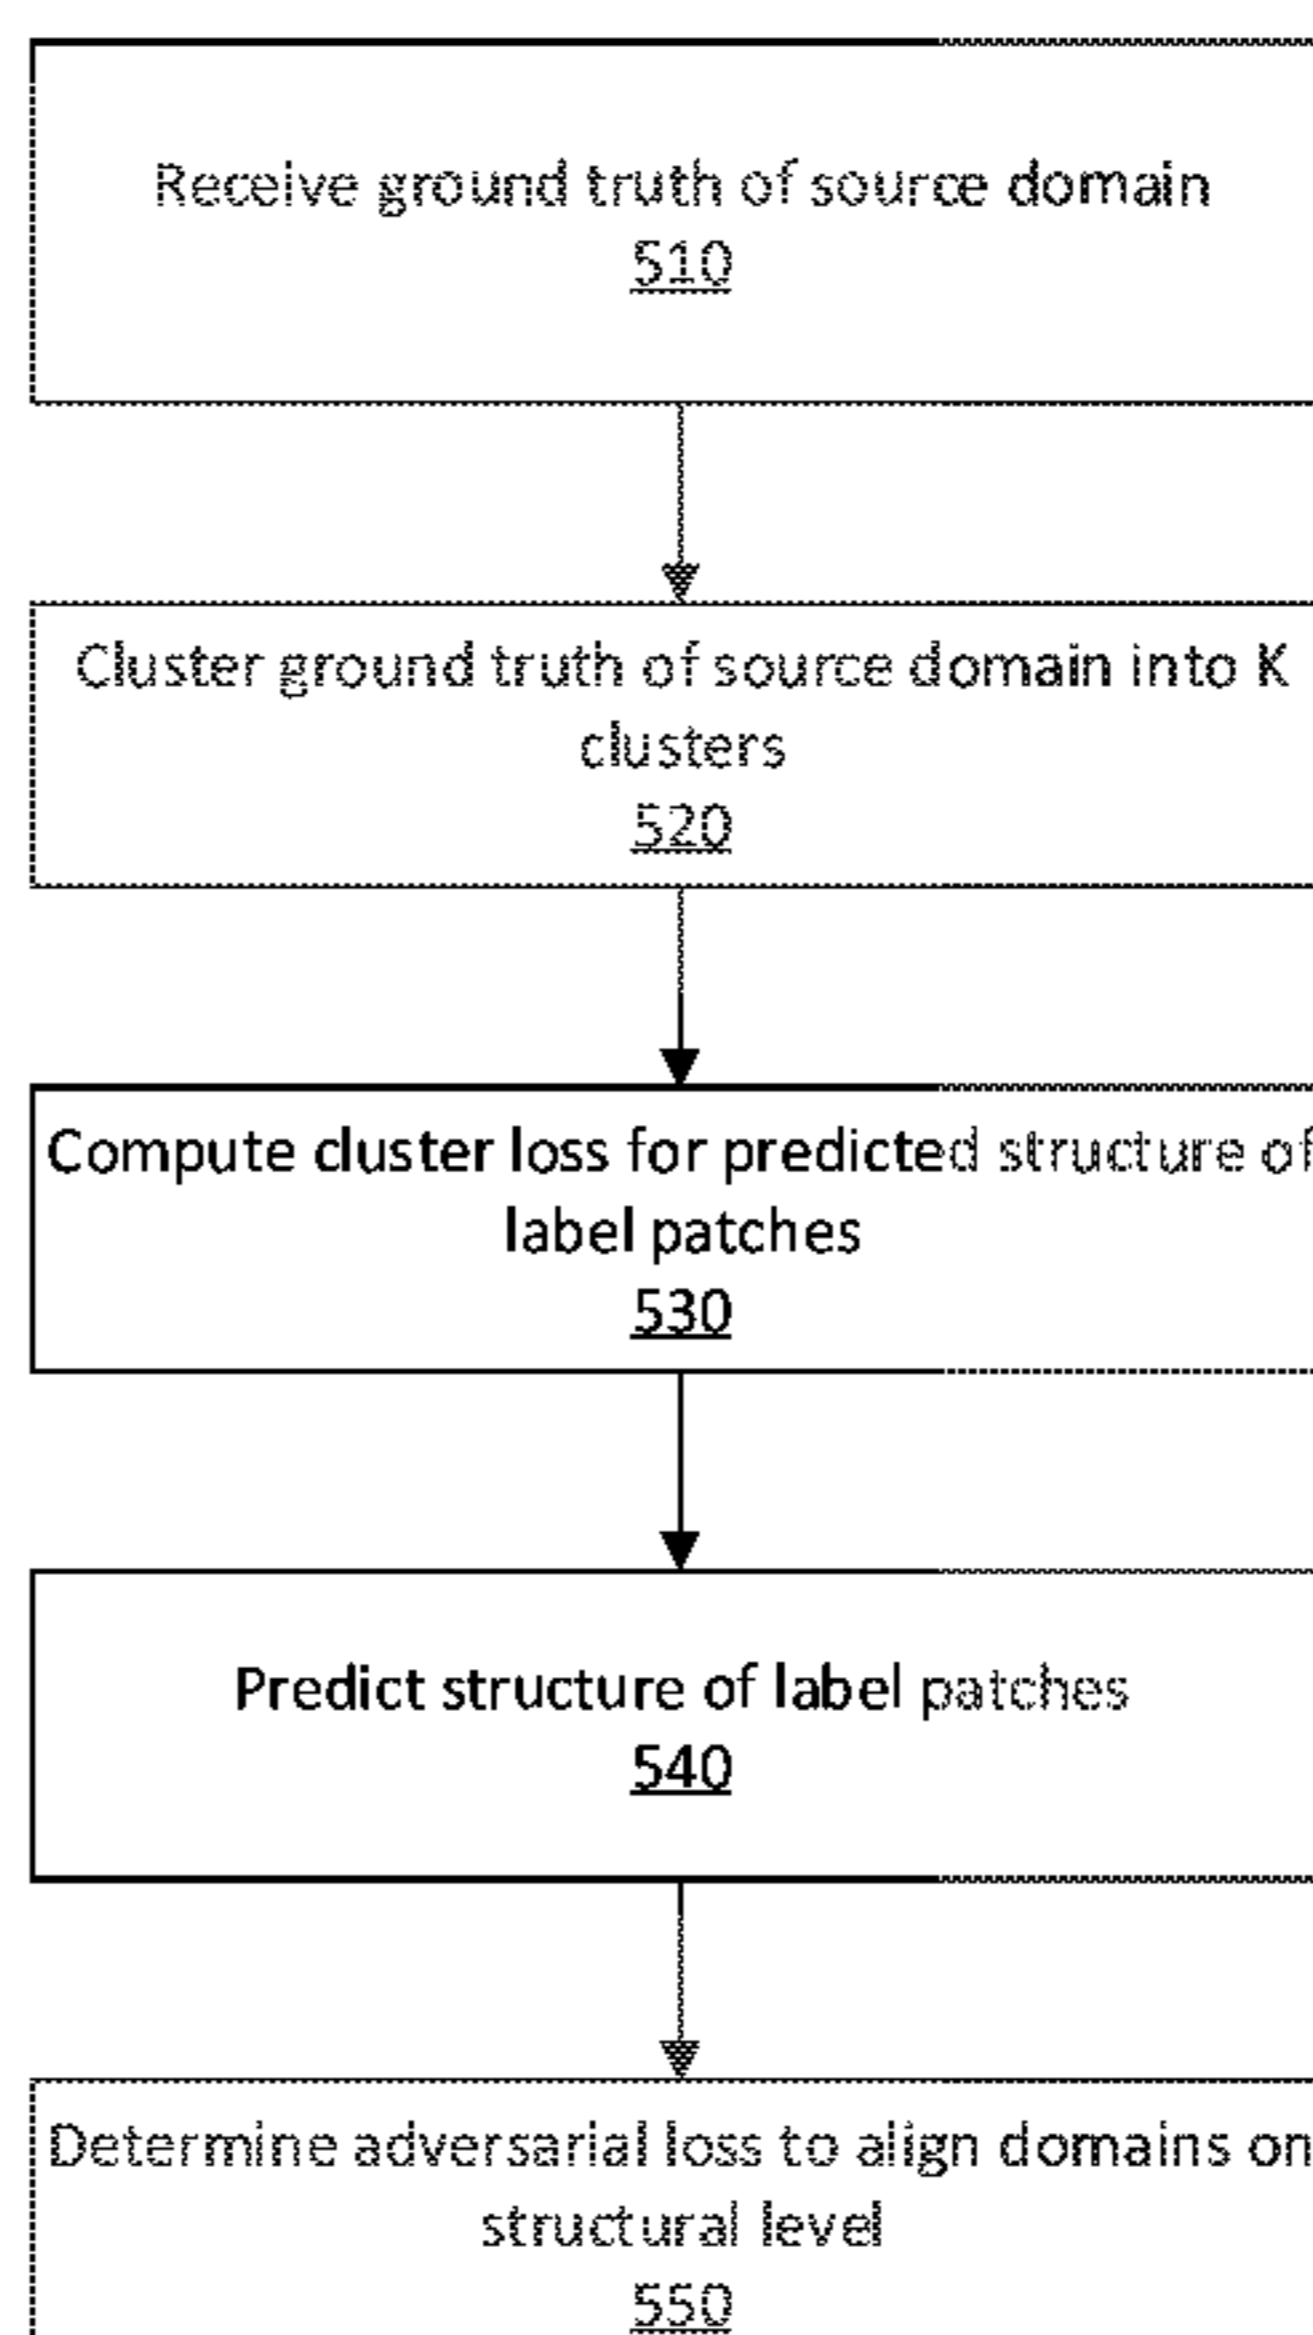 Receive ground truth of source domain
510
Cluster ground truth of source domain into K
clusters
520
Compute cluster loss for predicted structure of
label patches
530
Predict structure of label patches
540
Determine adversarial loss to align domains on
structural level
550